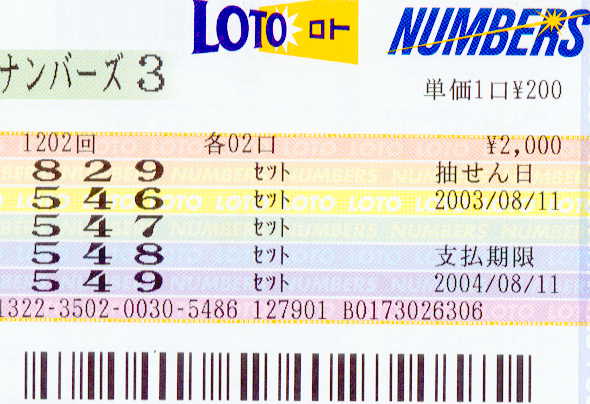 LOTO ロト NUMBERS
ナンバーズ 3
単価1口¥200
1202回 各02口 ¥2,000
829 セット 抽せん日
546 セット 2003/08/11
547 セット
548 セット 支払期限
549 セット 2004/08/11
1322-3502-0030-5486 127901 B0173026306